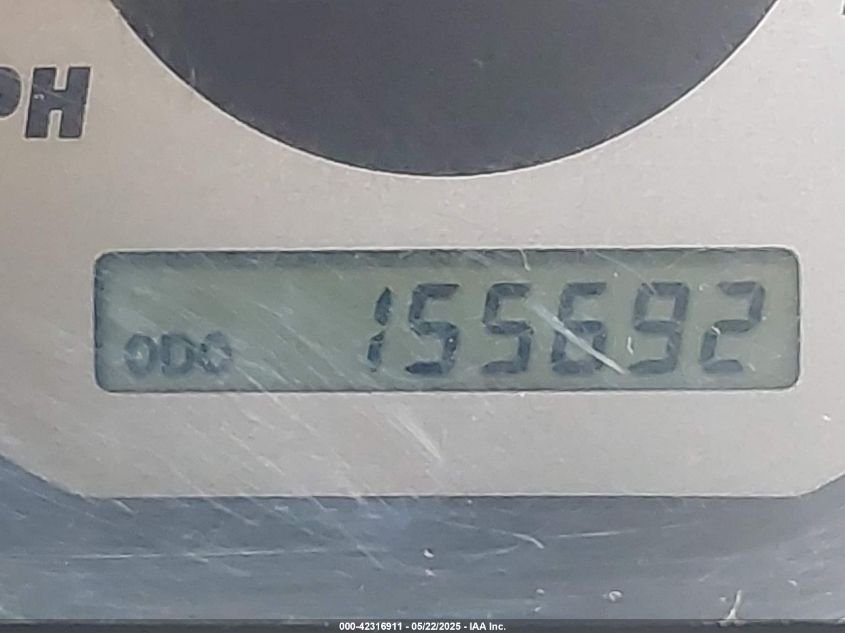 PH
ODO 155692
000-42316911 - 05/22/2025 - IAA Inc.